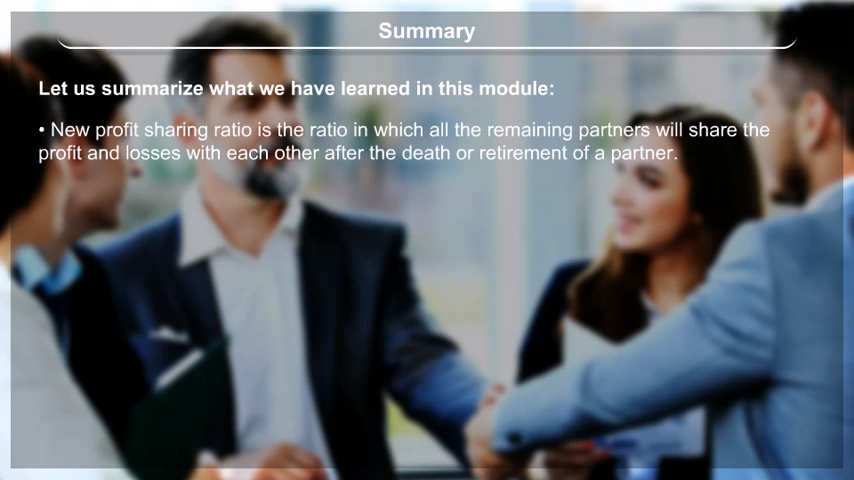 Summary
Let us summarize what we have learned in this module:
• New profit sharing ratio is the ratio in which all the remaining partners will share the
profit and losses with each other after the death or retirement of a partner.